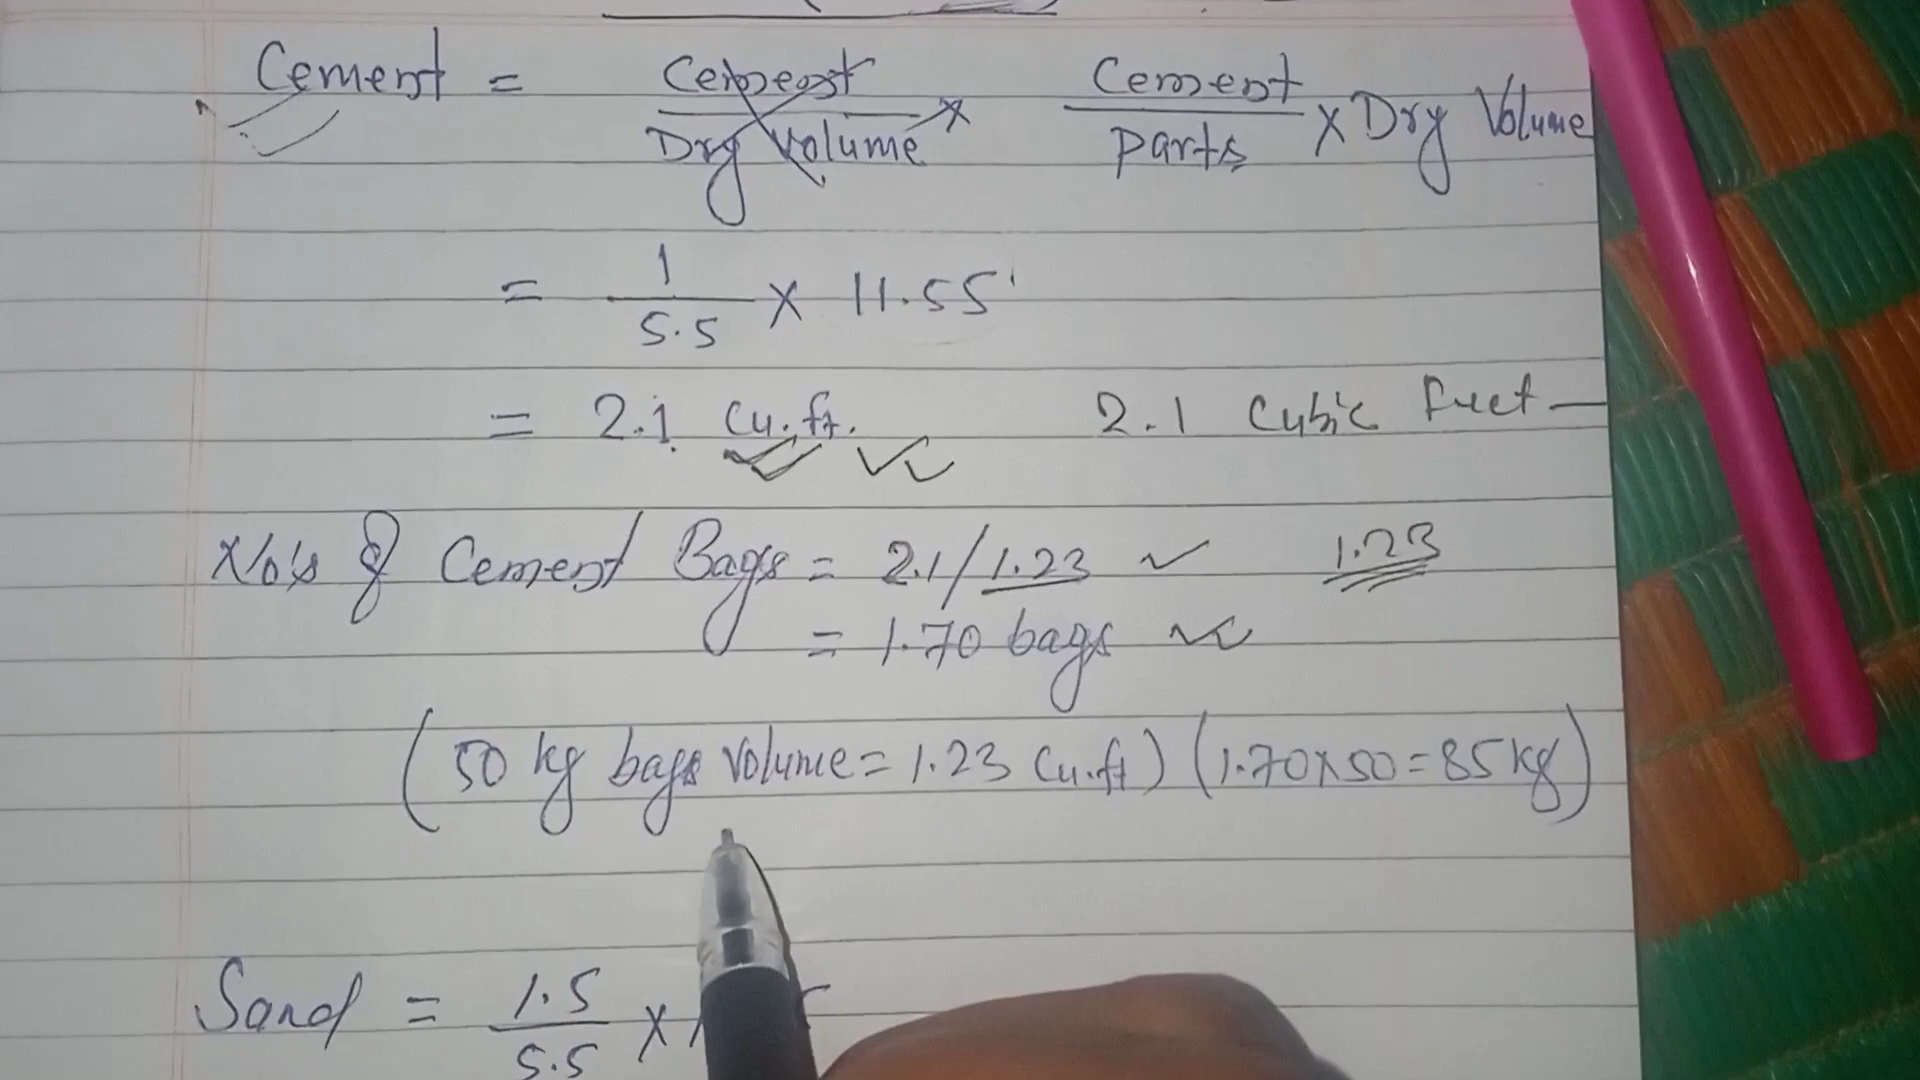 Cement = Cement / Dry Volume × Cement / Parts × Dry Volume
= 1 / 5.5 × 11.55'
= 2.1 Cu.ft. 2.1 Cubic Feet
No's of Cement Bags = 2.1/1.23 1.23
= 1.70 bags
(50 kg bags Volume = 1.23 Cu.ft) (1.70×50=85kg)
Sand = 1.5 / 5.5 ×